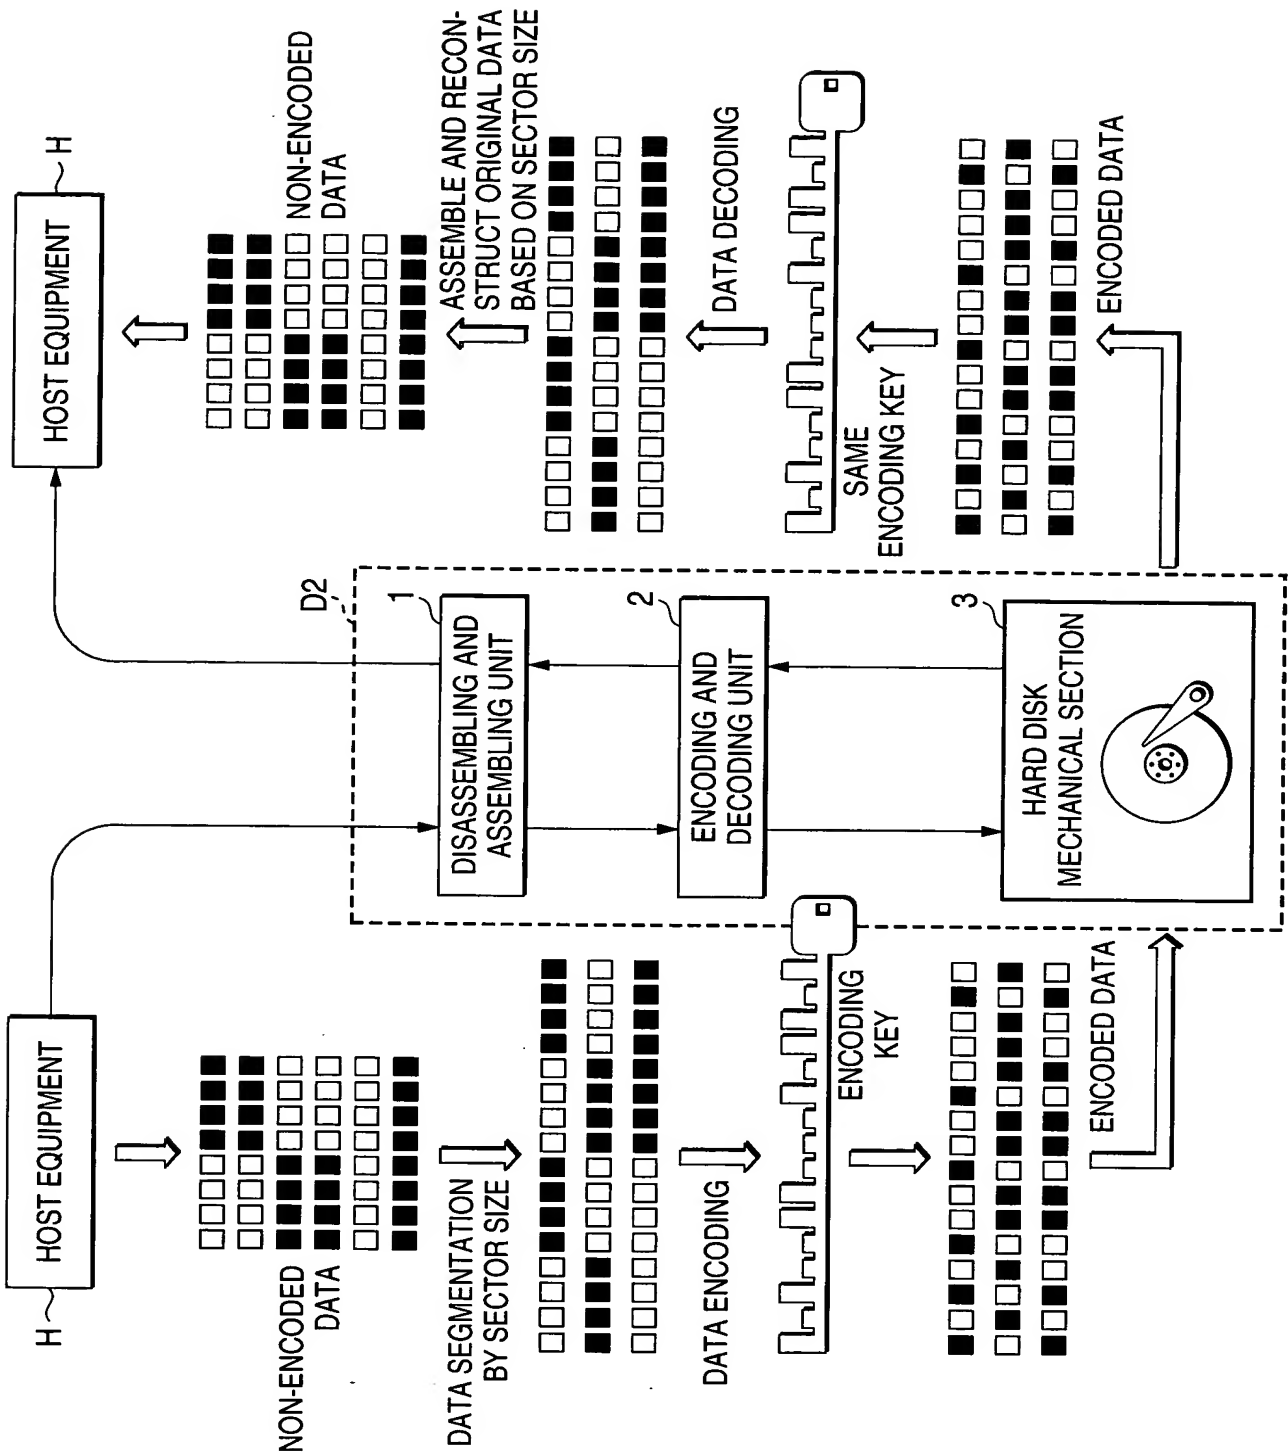 HOST EQUIPMENT
H
NON-ENCODED
DATA
DATA SEGMENTATION
BY SECTOR SIZE
DATA ENCODING
ENCODING
KEY
ENCODED DATA
D2
DISASSEMBLING AND
ASSEMBLING UNIT
1
ENCODING AND
DECODING UNIT
2
HARD DISK
MECHANICAL SECTION
3
HOST EQUIPMENT
H
NON-ENCODED
DATA
ASSEMBLE AND RECON-
STRUCT ORIGINAL DATA
BASED ON SECTOR SIZE
DATA DECODING
SAME
ENCODING KEY
ENCODED DATA